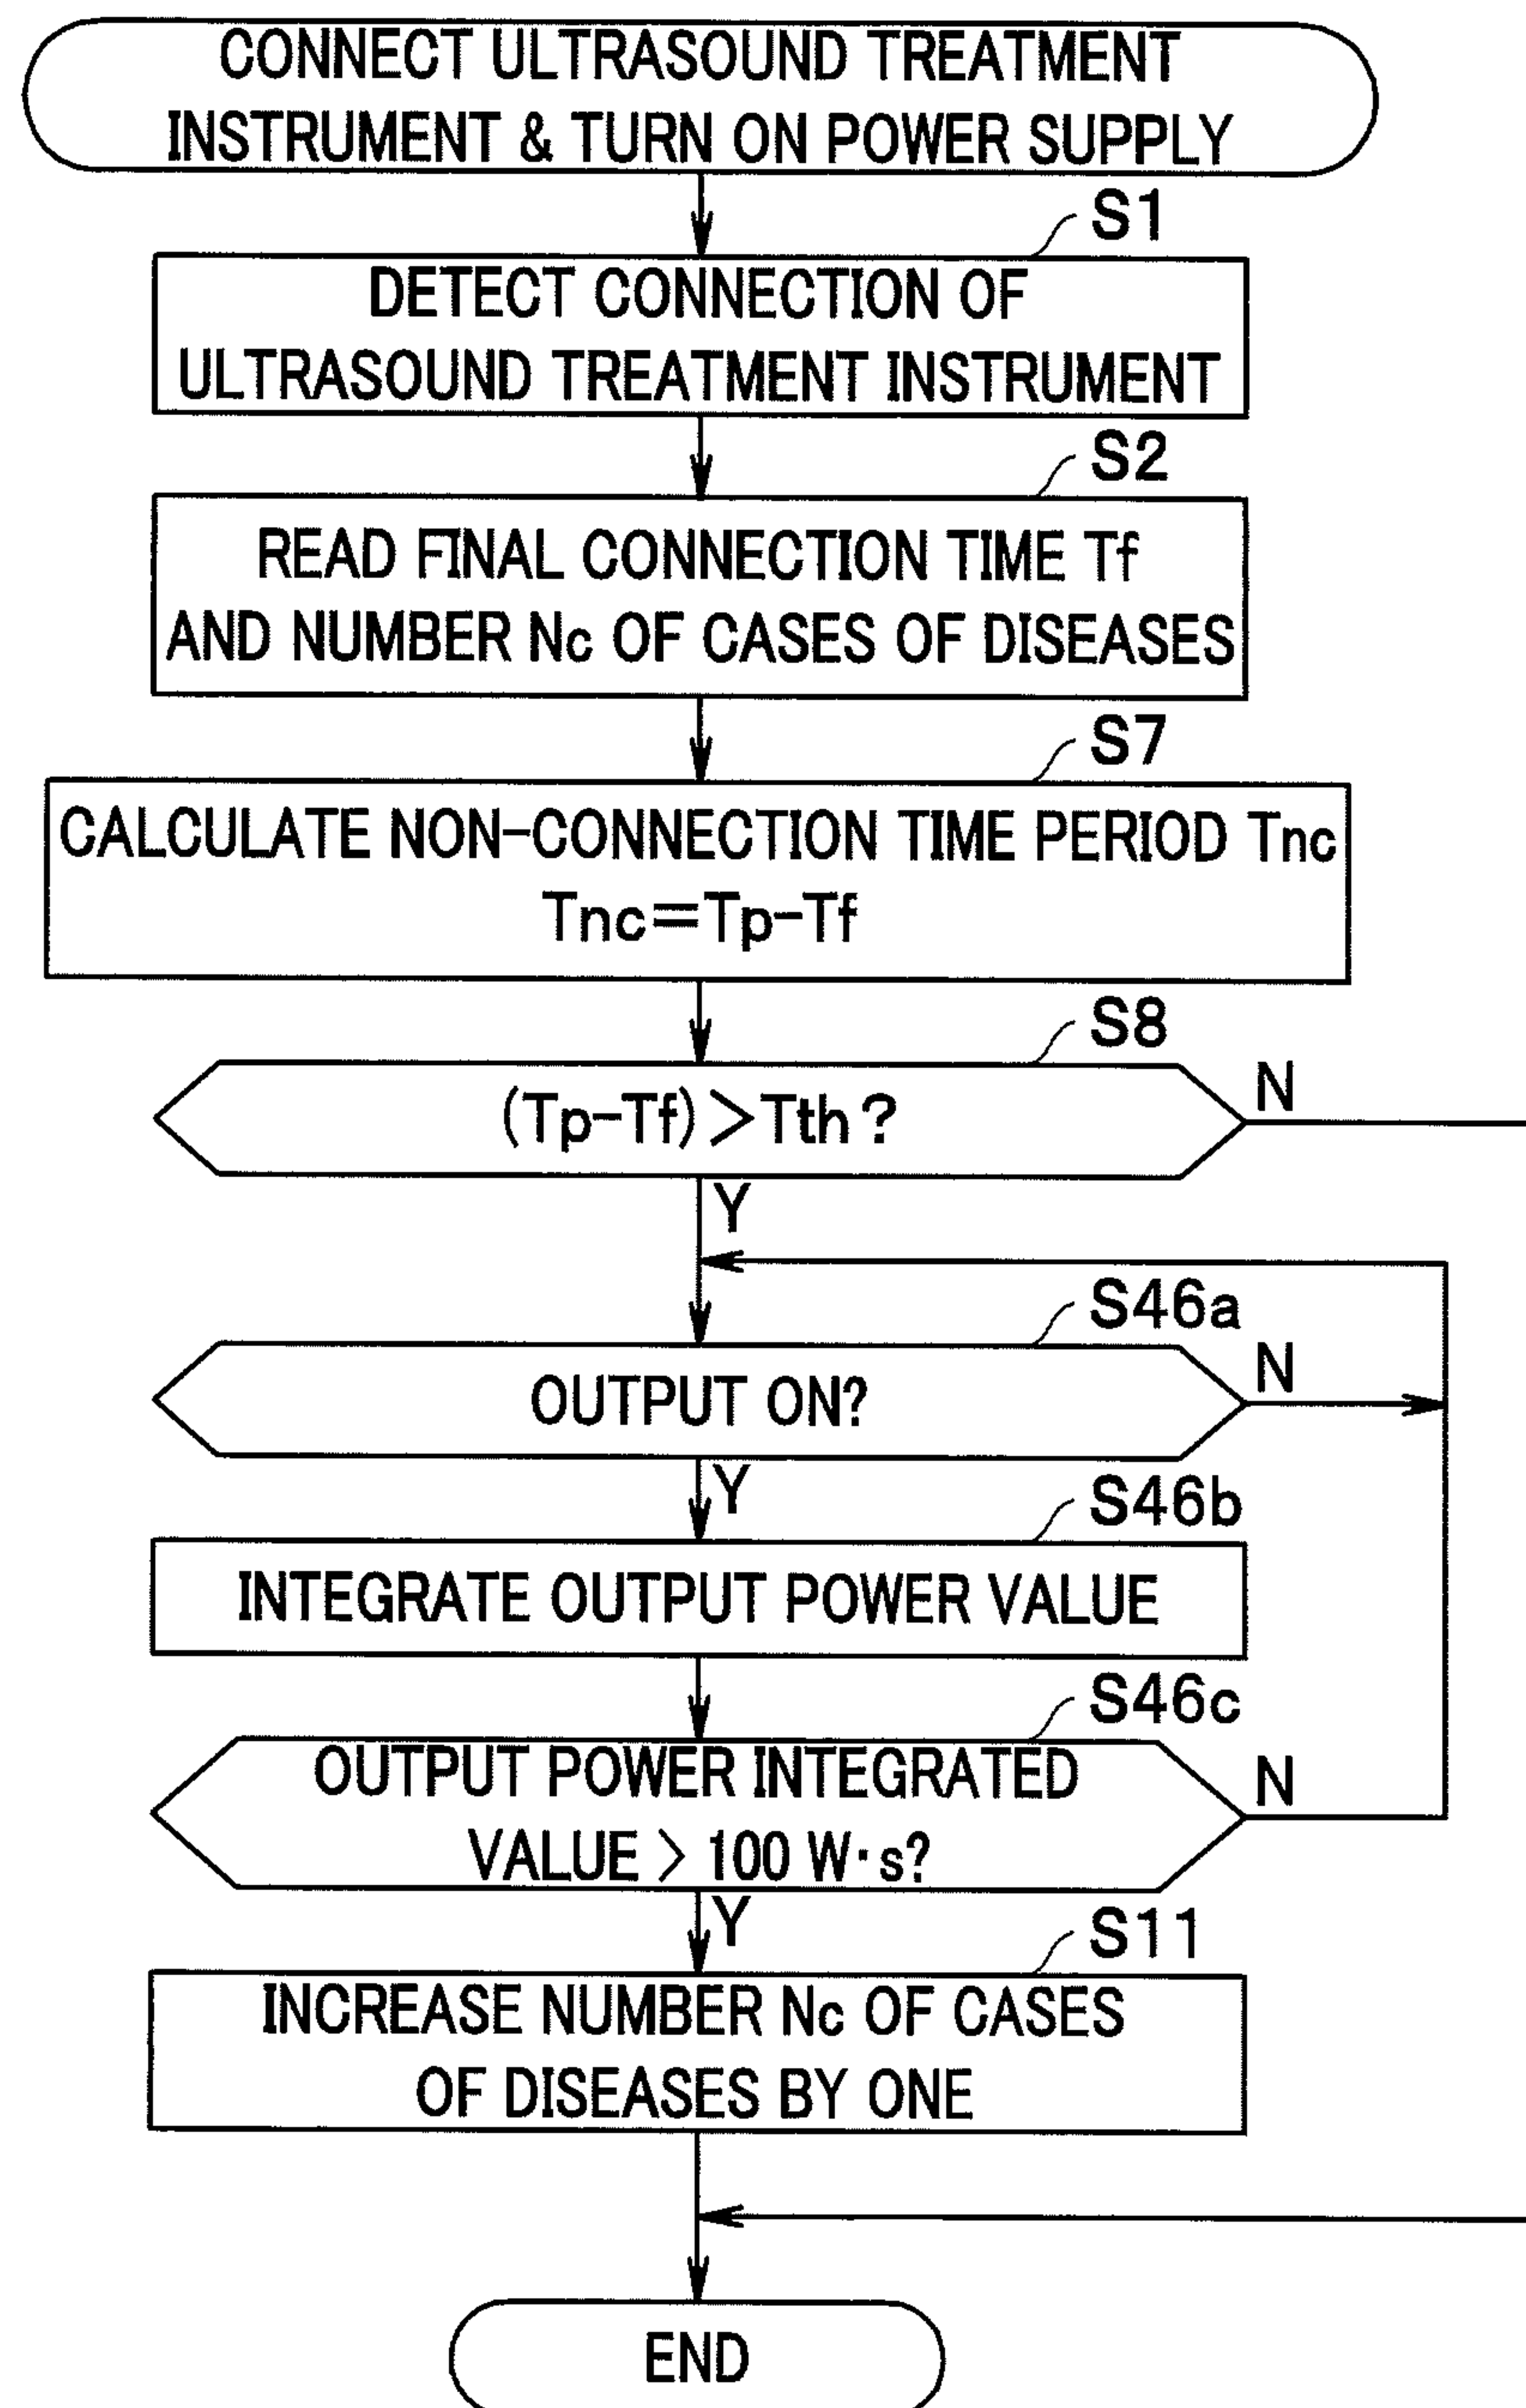 CONNECT ULTRASOUND TREATMENT
INSTRUMENT & TURN ON POWER SUPPLY
S1
DETECT CONNECTION OF
ULTRASOUND TREATMENT INSTRUMENT
S2
READ FINAL CONNECTION TIME Tf
AND NUMBER Nc OF CASES OF DISEASES
S7
CALCULATE NON-CONNECTION TIME PERIOD Tnc
Tnc=Tp-Tf
S8
(Tp-Tf)>Tth?
N
Y
S46a
OUTPUT ON?
N
Y
S46b
INTEGRATE OUTPUT POWER VALUE
S46c
OUTPUT POWER INTEGRATED
VALUE > 100 W·s?
N
Y
S11
INCREASE NUMBER Nc OF CASES
OF DISEASES BY ONE
END